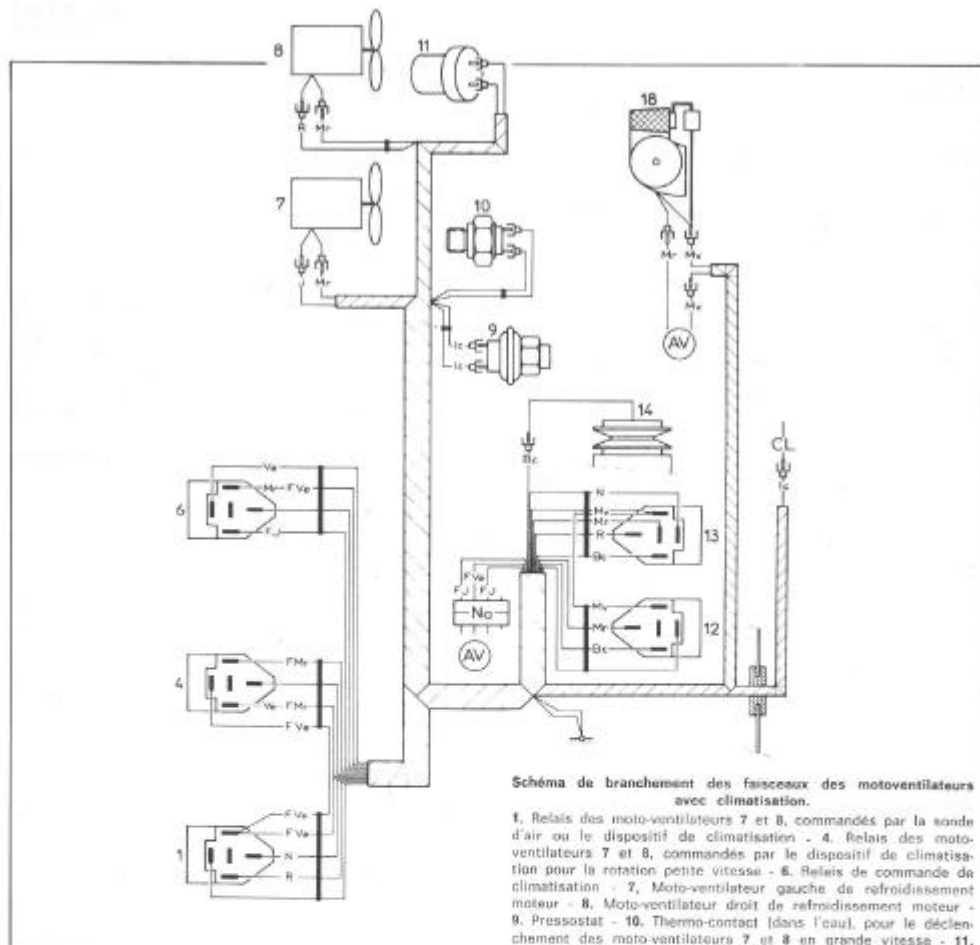 8
11
18
R Mr
7
10
Mr Mv
Mr
Mv
9
Ic
AV
Ic
14
CL
Bc
Ic
Ve
N
Mr F Ve
6
Mv
Mr
13
F J
R
Bc
F Ve
F J F J
Mv
No
Mr
12
AV
Bc
F Mr
4
Ve F Mr
F Ve
Schéma de branchement des faisceaux des motoventilateurs
avec climatisation.
1, Relais des moto-ventilateurs 7 et 8, commandés par la sonde
d'air ou le dispositif de climatisation - 4. Relais des moto-
ventilateurs 7 et 8, commandés par le dispositif de climatisa-
tion pour la rotation petite vitesse - 6. Relais de commande de
climatisation - 7, Moto-ventilateur gauche de refroidissement
moteur - 8, Moto-ventilateur droit de refroidissement moteur -
9. Pressostat - 10. Thermo-contact (dans l'eau), pour le déclen-
chement des moto-ventilateurs 7 et 8 en grande vitesse - 11.
F Ve
F Ve
1
N
R